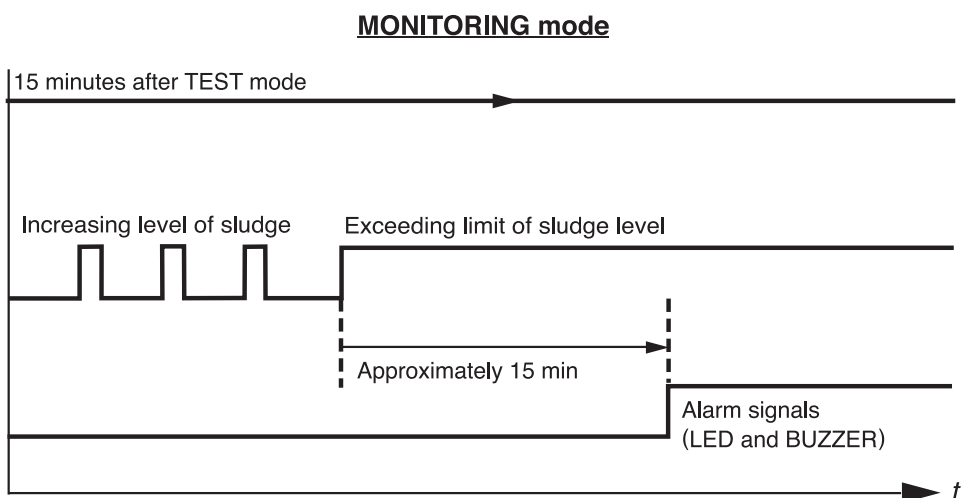 MONITORING mode
15 minutes after TEST mode
Increasing level of sludge
Exceeding limit of sludge level
Approximately 15 min
Alarm signals
(LED and BUZZER)
t